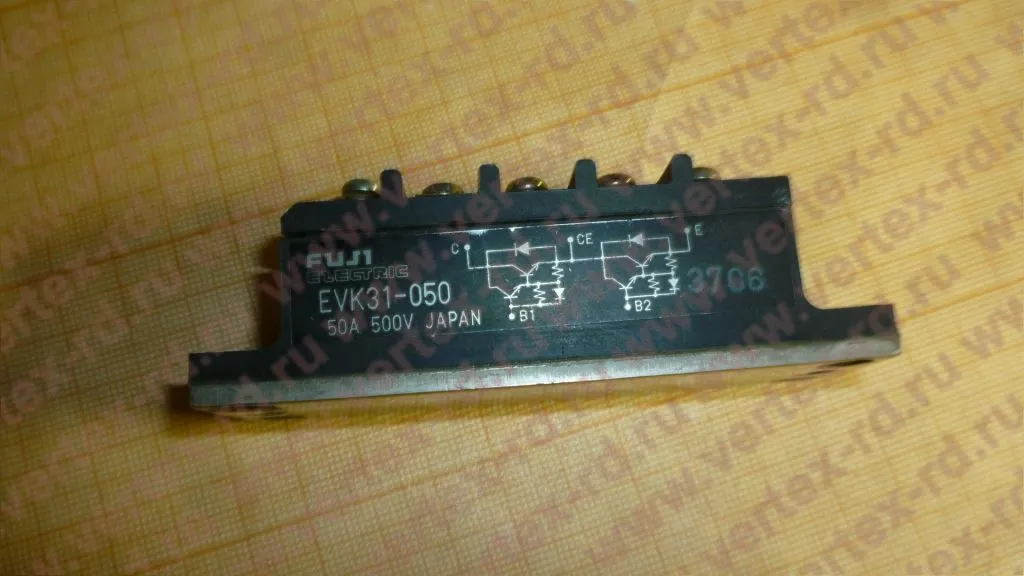 FUJI
ELECTRIC
EVK31-050
50A 500V JAPAN
C
CE
E
B1
B2
3706
www.vertex-rd.ru